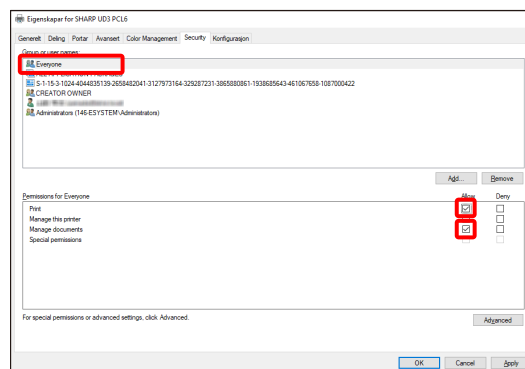 Eigenskapar for SHARP UD3 PCL6
Generelt Deling Portar Avansert Color Management Security Konfigurasjon
Group or user names:
Everyone
S-1-15-3-1024-4044835139-2658482041-3127973164-329287231-3865880861-1938685643-461067658-1087000422
CREATOR OWNER
Administrators (146-ESYSTEM\Administrators)
Add... Remove
Permissions for Everyone Allow Deny
Print
Manage this printer
Manage documents
Special permissions
For special permissions or advanced settings, click Advanced.
Advanced
OK Cancel Apply